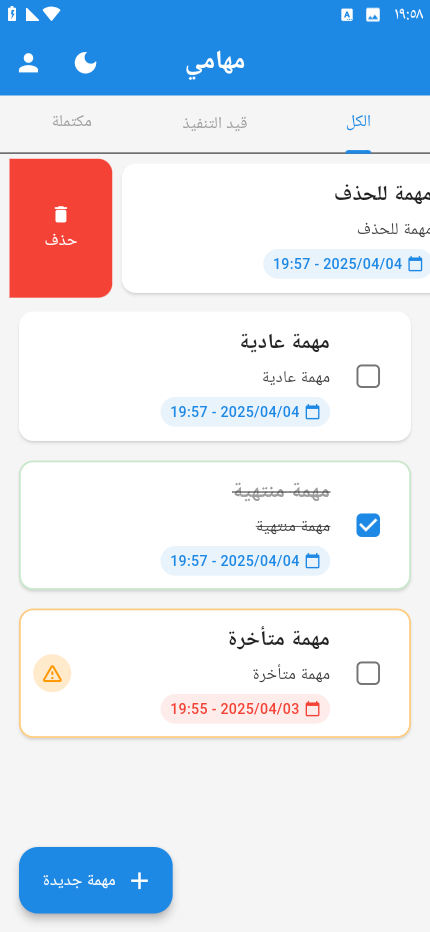 ١٩:٥٨
مهامي
الكل
قيد التنفيذ
مكتملة
مهمة للحذف
مهمة للحذف
2025/04/04 - 19:57
حذف
مهمة عادية
مهمة عادية
2025/04/04 - 19:57
مهمة منتهية
مهمة منتهية
2025/04/04 - 19:57
مهمة متأخرة
مهمة متأخرة
2025/04/03 - 19:55
مهمة جديدة